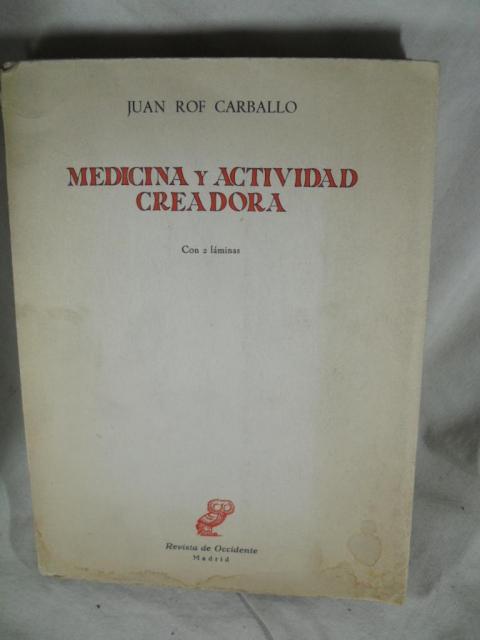 JUAN ROF CARBALLO
MEDICINA Y ACTIVIDAD
CREADORA
Con 2 láminas
Revista de Occidente
Madrid